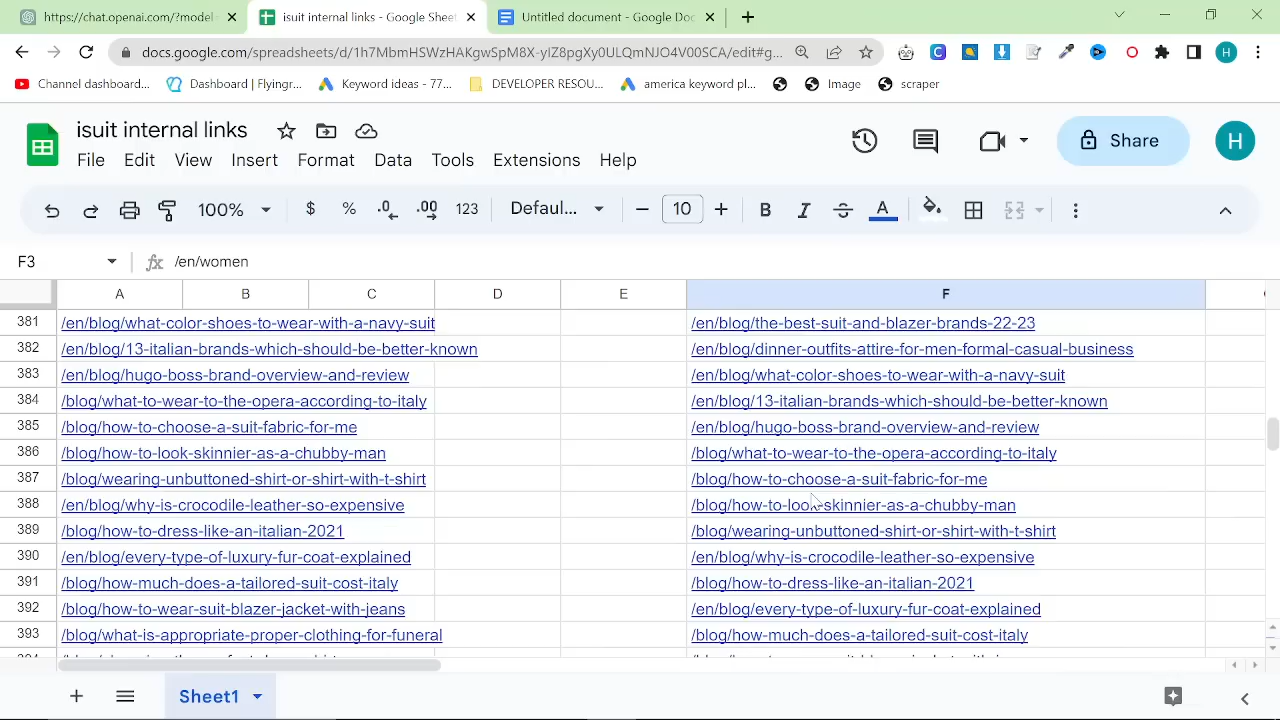 https://chat.openai.com/?model=
isuit internal links - Google Sheet
Untitled document - Google Doc
docs.google.com/spreadsheets/d/1h7MbmHSWzHAKgwSpM8X-yIZ8pgXy0ULQmNJO4V00SCA/edit#g...
Channel dashboard...
Dashboard | Flyingr...
Keyword ideas - 77...
DEVELOPER RESOU...
america keyword pl...
Image
scraper
isuit internal links
File Edit View Insert Format Data Tools Extensions Help
Share
H
100% $ % .0 .00 123 Defaul... 10 B I A
F3 fx /en/women
A B C D E F
381 /en/blog/what-color-shoes-to-wear-with-a-navy-suit /en/blog/the-best-suit-and-blazer-brands-22-23
382 /en/blog/13-italian-brands-which-should-be-better-known /en/blog/dinner-outfits-attire-for-men-formal-casual-business
383 /en/blog/hugo-boss-brand-overview-and-review /en/blog/what-color-shoes-to-wear-with-a-navy-suit
384 /blog/what-to-wear-to-the-opera-according-to-italy /en/blog/13-italian-brands-which-should-be-better-known
385 /blog/how-to-choose-a-suit-fabric-for-me /en/blog/hugo-boss-brand-overview-and-review
386 /blog/how-to-look-skinnier-as-a-chubby-man /blog/what-to-wear-to-the-opera-according-to-italy
387 /blog/wearing-unbuttoned-shirt-or-shirt-with-t-shirt /blog/how-to-choose-a-suit-fabric-for-me
388 /en/blog/why-is-crocodile-leather-so-expensive /blog/how-to-look-skinnier-as-a-chubby-man
389 /blog/how-to-dress-like-an-italian-2021 /blog/wearing-unbuttoned-shirt-or-shirt-with-t-shirt
390 /en/blog/every-type-of-luxury-fur-coat-explained /en/blog/why-is-crocodile-leather-so-expensive
391 /blog/how-much-does-a-tailored-suit-cost-italy /blog/how-to-dress-like-an-italian-2021
392 /blog/how-to-wear-suit-blazer-jacket-with-jeans /en/blog/every-type-of-luxury-fur-coat-explained
393 /blog/what-is-appropriate-proper-clothing-for-funeral /blog/how-much-does-a-tailored-suit-cost-italy
Sheet1